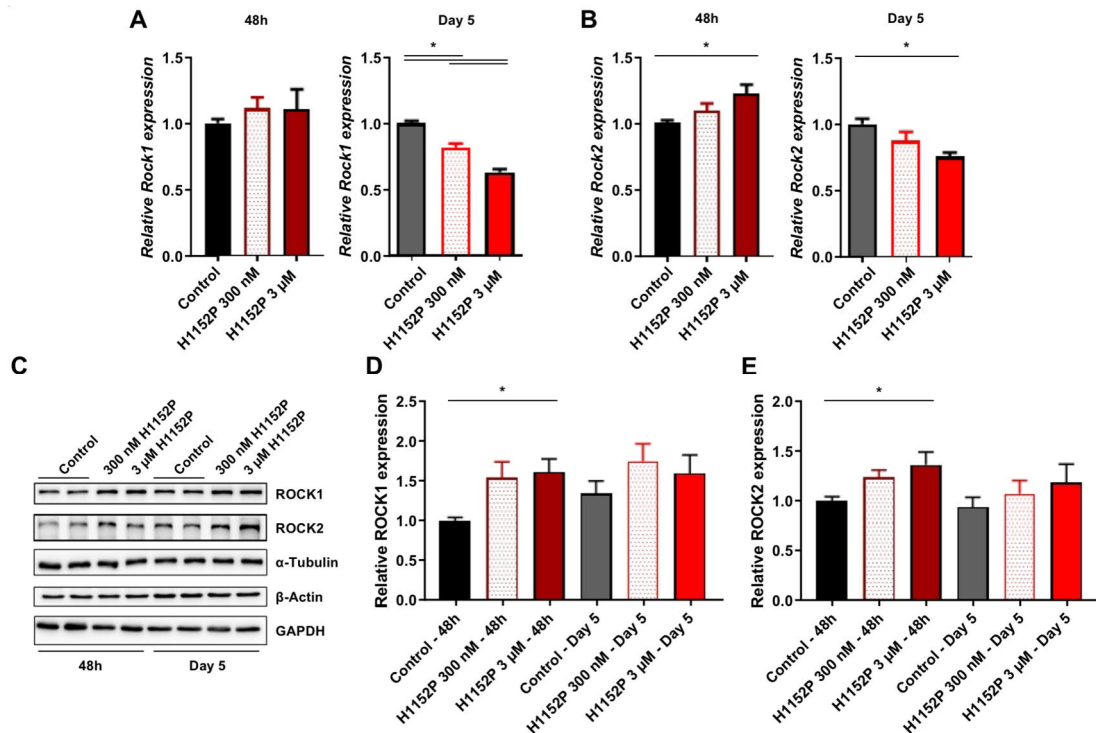 A
48h
Day 5
B
48h
Day 5
Relative Rock1 expression
1.5
1.0
0.5
0.0
Control
H1152P 300 nM
H1152P 3 µM
Relative Rock1 expression
1.5
1.0
0.5
0.0
*
Control
H1152P 300 nM
H1152P 3 µM
Relative Rock2 expression
1.5
1.0
0.5
0.0
*
Control
H1152P 300 nM
H1152P 3 µM
Relative Rock2 expression
1.5
1.0
0.5
0.0
*
Control
H1152P 300 nM
H1152P 3 µM
C
Control
300 nM H1152P
3 µM H1152P
Control
300 nM H1152P
3 µM H1152P
ROCK1
ROCK2
α-Tubulin
β-Actin
GAPDH
48h
Day 5
D
Relative ROCK1 expression
2.5
2.0
1.5
1.0
0.5
0.0
*
Control - 48h
H1152P 300 nM - 48h
H1152P 3 µM - 48h
Control - Day 5
H1152P 300 nM - Day 5
H1152P 3 µM - Day 5
E
Relative ROCK2 expression
2.0
1.5
1.0
0.5
0.0
*
Control - 48h
H1152P 300 nM - 48h
H1152P 3 µM - 48h
Control - Day 5
H1152P 300 nM - Day 5
H1152P 3 µM - Day 5